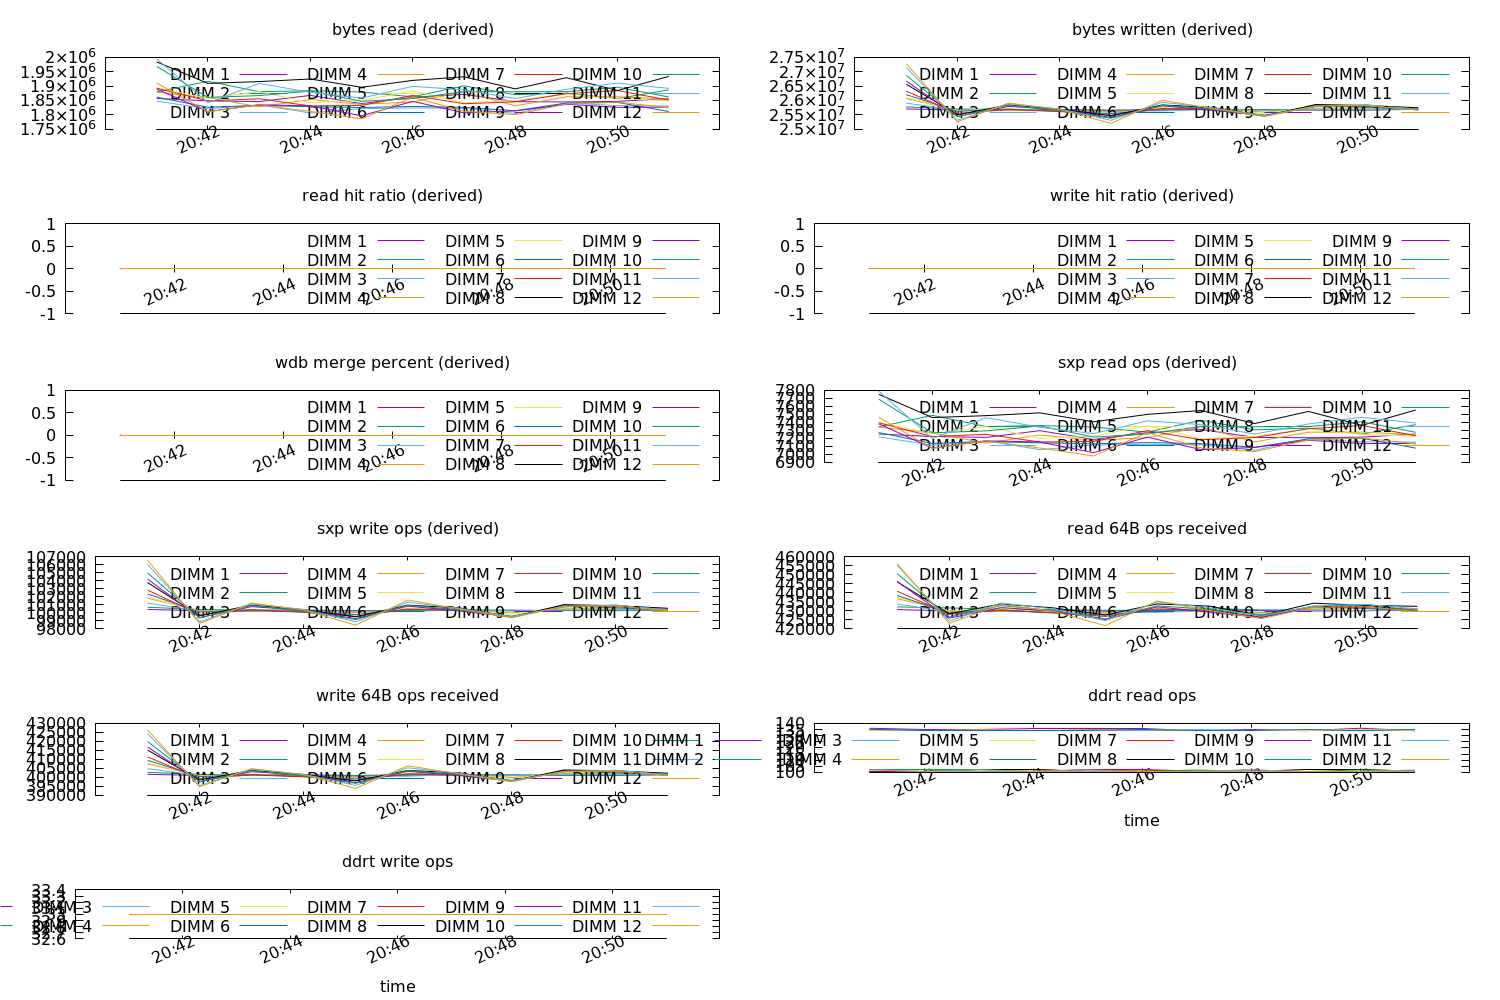 bytes read (derived)
2×10⁶
1.95×10⁶
1.9×10⁶
1.85×10⁶
1.8×10⁶
1.75×10⁶
DIMM 1 DIMM 4 DIMM 7 DIMM 10
DIMM 2 DIMM 5 DIMM 8 DIMM 11
DIMM 3 DIMM 6 DIMM 9 DIMM 12
20:42 20:44 20:46 20:48 20:50
bytes written (derived)
2.75×10⁷
2.7×10⁷
2.65×10⁷
2.6×10⁷
2.55×10⁷
2.5×10⁷
DIMM 1 DIMM 4 DIMM 7 DIMM 10
DIMM 2 DIMM 5 DIMM 8 DIMM 11
DIMM 3 DIMM 6 DIMM 9 DIMM 12
20:42 20:44 20:46 20:48 20:50
read hit ratio (derived)
1
0.5
0
-0.5
-1
DIMM 1 DIMM 5 DIMM 9
DIMM 2 DIMM 6 DIMM 10
DIMM 3 DIMM 7 DIMM 11
DIMM 4 DIMM 8 DIMM 12
20:42 20:44 20:46 20:48 20:50
write hit ratio (derived)
1
0.5
0
-0.5
-1
DIMM 1 DIMM 5 DIMM 9
DIMM 2 DIMM 6 DIMM 10
DIMM 3 DIMM 7 DIMM 11
DIMM 4 DIMM 8 DIMM 12
20:42 20:44 20:46 20:48 20:50
wdb merge percent (derived)
1
0.5
0
-0.5
-1
DIMM 1 DIMM 5 DIMM 9
DIMM 2 DIMM 6 DIMM 10
DIMM 3 DIMM 7 DIMM 11
DIMM 4 DIMM 8 DIMM 12
20:42 20:44 20:46 20:48 20:50
sxp read ops (derived)
7800
7700
7600
7500
7400
7300
7200
7100
7000
6900
DIMM 1 DIMM 4 DIMM 7 DIMM 10
DIMM 2 DIMM 5 DIMM 8 DIMM 11
DIMM 3 DIMM 6 DIMM 9 DIMM 12
20:42 20:44 20:46 20:48 20:50
sxp write ops (derived)
107000
106000
105000
104000
103000
102000
101000
100000
99000
98000
DIMM 1 DIMM 4 DIMM 7 DIMM 10
DIMM 2 DIMM 5 DIMM 8 DIMM 11
DIMM 3 DIMM 6 DIMM 9 DIMM 12
20:42 20:44 20:46 20:48 20:50
read 64B ops received
460000
455000
450000
445000
440000
435000
430000
425000
420000
DIMM 1 DIMM 4 DIMM 7 DIMM 10
DIMM 2 DIMM 5 DIMM 8 DIMM 11
DIMM 3 DIMM 6 DIMM 9 DIMM 12
20:42 20:44 20:46 20:48 20:50
write 64B ops received
430000
425000
420000
415000
410000
405000
400000
395000
390000
DIMM 1 DIMM 4 DIMM 7 DIMM 10
DIMM 2 DIMM 5 DIMM 8 DIMM 11
DIMM 3 DIMM 6 DIMM 9 DIMM 12
20:42 20:44 20:46 20:48 20:50
ddrt read ops
140
100
DIMM 1 DIMM 3 DIMM 5 DIMM 7 DIMM 9 DIMM 11
DIMM 2 DIMM 4 DIMM 6 DIMM 8 DIMM 10 DIMM 12
20:42 20:44 20:46 20:48 20:50
time
ddrt write ops
33.4
32.6
DIMM 3 DIMM 5 DIMM 7 DIMM 9 DIMM 11
DIMM 4 DIMM 6 DIMM 8 DIMM 10 DIMM 12
20:42 20:44 20:46 20:48 20:50
time